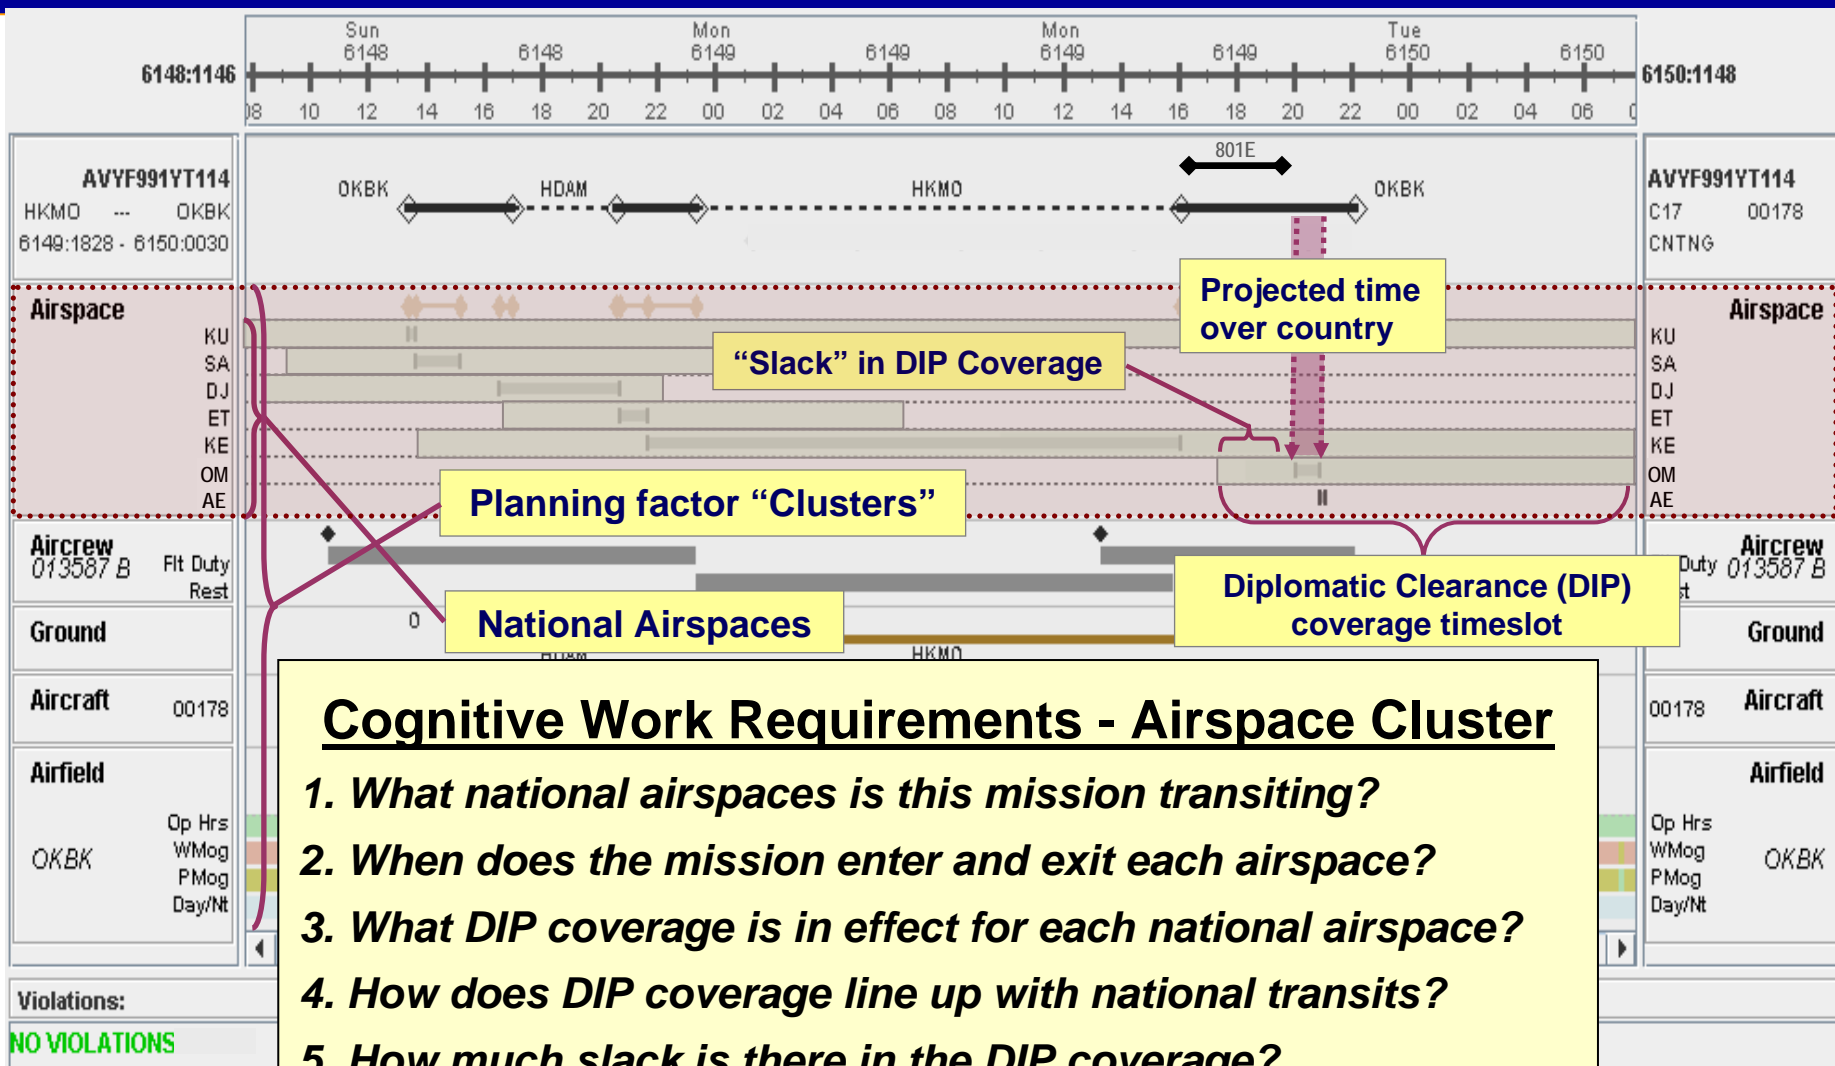 Sun Mon Mon Tue
6148 6148 6149 6149 6149 6149 6150 6150
6148:1146 6150:1148
08 10 12 14 16 18 20 22 00 02 04 06 08 10 12 14 16 18 20 22 00 02 04 06
801E
AVYF991YT114
HKMO --- OKBK
6149:1828 - 6150:0030
OKBK HDAM HKMO OKBK
AVYF991YT114
C17 00178
CNTNG
Projected time
over country
Airspace Airspace
KU KU
SA SA
"Slack" in DIP Coverage
DJ DJ
ET ET
KE KE
OM OM
AE AE
Planning factor “Clusters”
Aircrew
013587 B Flt Duty
Rest
Aircrew
Duty 013587 B
Diplomatic Clearance (DIP)
coverage timeslot
National Airspaces
Ground 0 Ground
HDAM HKMO
Aircraft 00178
00178 Aircraft
Airfield Airfield
Op Hrs Op Hrs
OKBK WMog WMog OKBK
PMog PMog
Day/Nt Day/Nt
Cognitive Work Requirements - Airspace Cluster
1. What national airspaces is this mission transiting?
2. When does the mission enter and exit each airspace?
3. What DIP coverage is in effect for each national airspace?
4. How does DIP coverage line up with national transits?
5. How much slack is there in the DIP coverage?
Violations:
NO VIOLATIONS